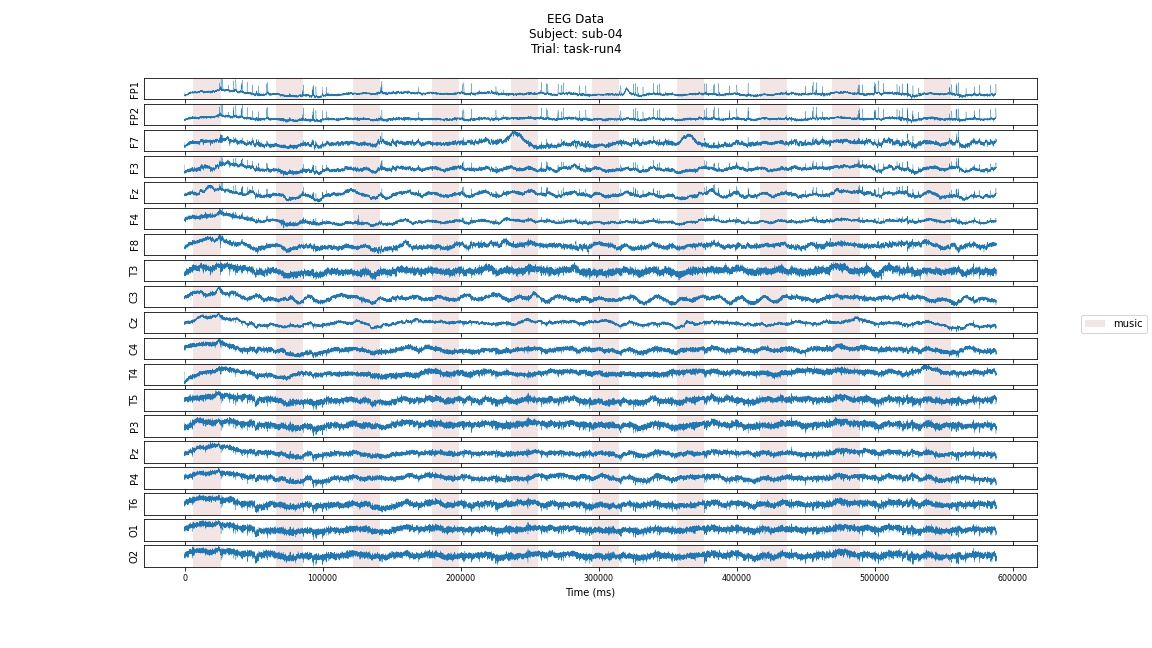 EEG Data
Subject: sub-04
Trial: task-run4
FP1
FP2
F7
F3
Fz
F4
F8
T3
C3
Cz
C4
T4
T5
P3
Pz
P4
T6
O1
O2
music
0 100000 200000 300000 400000 500000 600000
Time (ms)